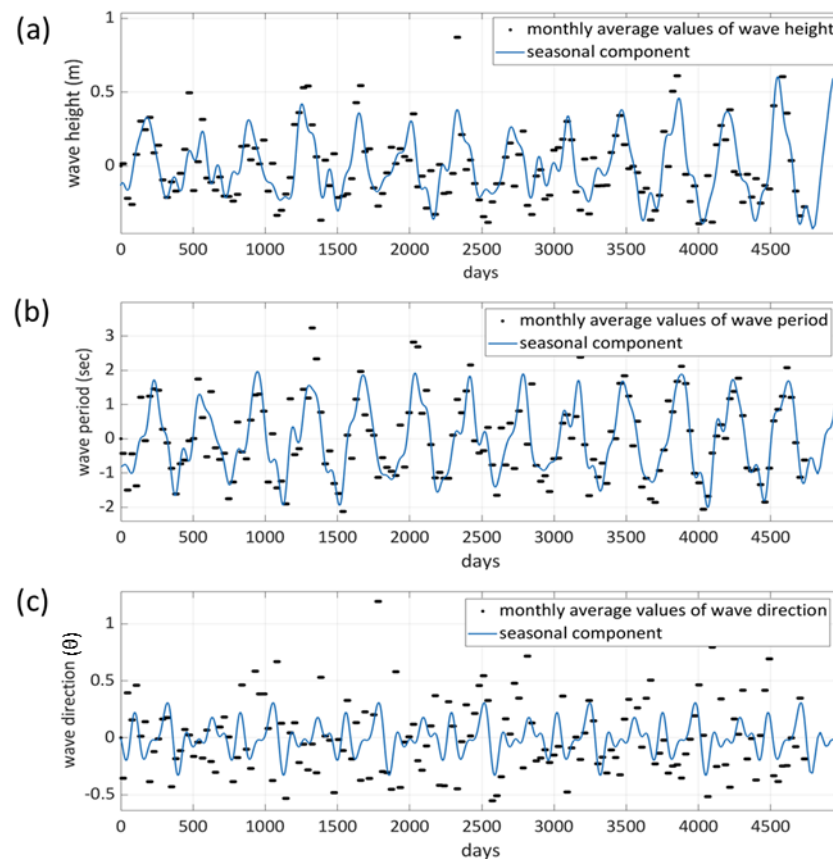 (a)
1
0.5
0
wave height (m)
monthly average values of wave height
seasonal component
0 500 1000 1500 2000 2500 3000 3500 4000 4500
days
(b)
3
2
1
0
-1
-2
wave period (sec)
monthly average values of wave period
seasonal component
0 500 1000 1500 2000 2500 3000 3500 4000 4500
days
(c)
1
0.5
0
-0.5
wave direction (θ)
monthly average values of wave direction
seasonal component
0 500 1000 1500 2000 2500 3000 3500 4000 4500
days